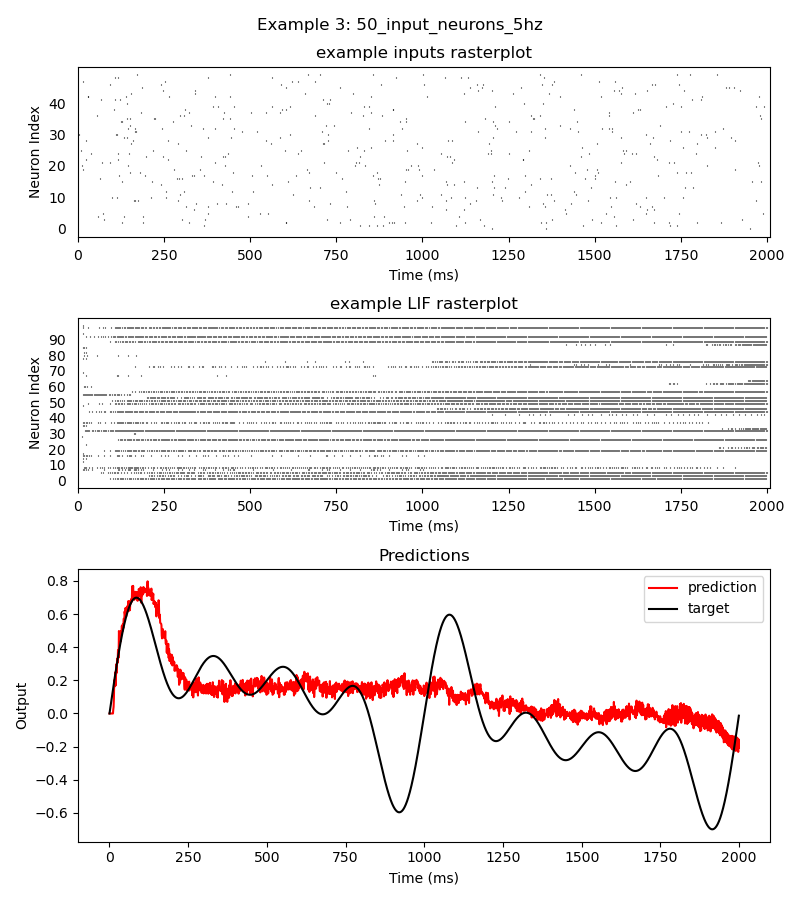 Example 3: 50_input_neurons_5hz
example inputs rasterplot
Neuron Index
40
30
20
10
0
0 250 500 750 1000 1250 1500 1750 2000
Time (ms)
example LIF rasterplot
Neuron Index
90
80
70
60
50
40
30
20
10
0
0 250 500 750 1000 1250 1500 1750 2000
Time (ms)
Predictions
Output
0.8
0.6
0.4
0.2
0.0
−0.2
−0.4
−0.6
prediction
target
0 250 500 750 1000 1250 1500 1750 2000
Time (ms)